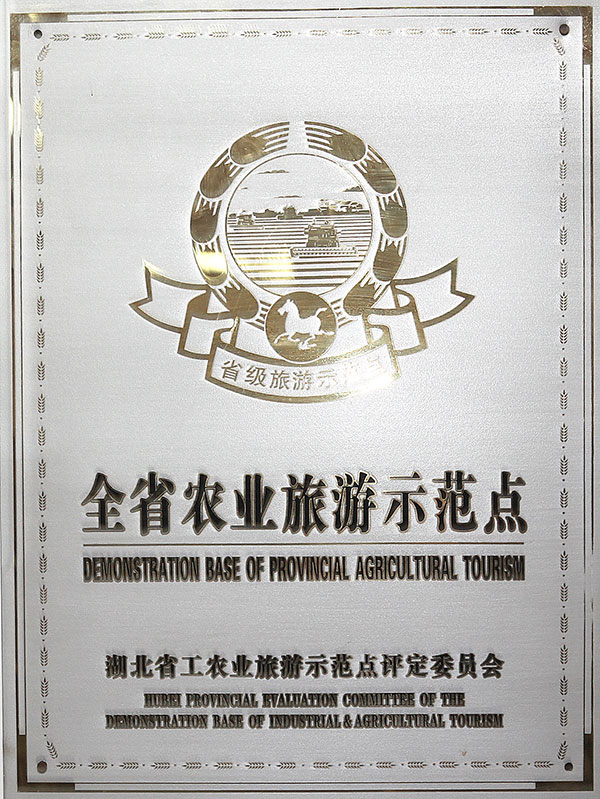 省级旅游示范点
全省农业旅游示范点
DEMONSTRATION BASE OF PROVINCIAL AGRICULTURAL TOURISM
湖北省工农业旅游示范点评定委员会
HUBEI PROVINCIAL EVALUATION COMMITTEE OF THE
DEMONSTRATION BASE OF INDUSTRIAL & AGRICULTURAL TOURISM